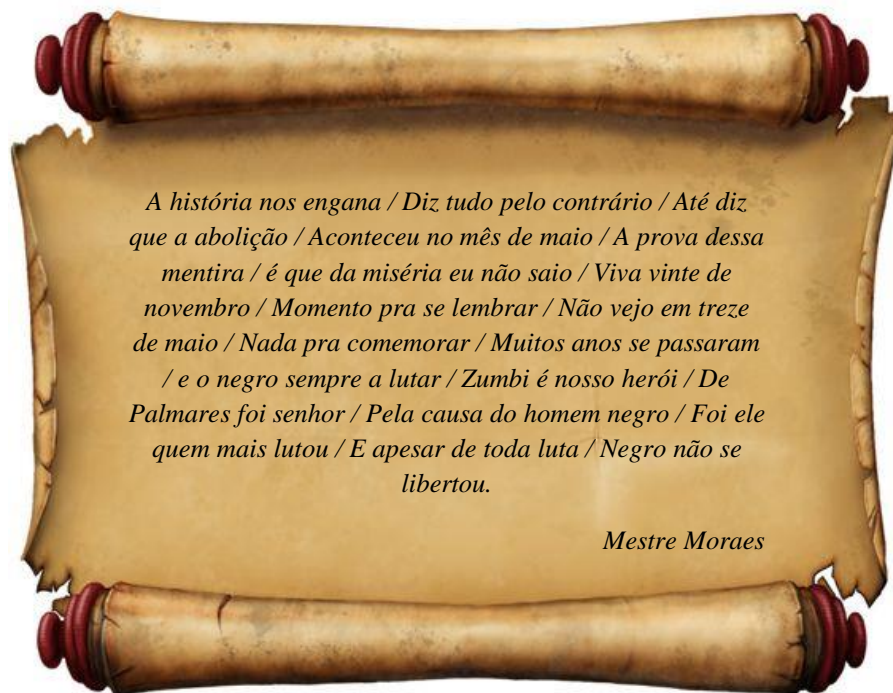 A história nos engana / Diz tudo pelo contrário / Até diz
que a abolição / Aconteceu no mês de maio / A prova dessa
mentira / é que da miséria eu não saio / Viva vinte de
novembro / Momento pra se lembrar / Não vejo em treze
de maio / Nada pra comemorar / Muitos anos se passaram
/ e o negro sempre a lutar / Zumbi é nosso herói / De
Palmares foi senhor / Pela causa do homem negro / Foi ele
quem mais lutou / E apesar de toda luta / Negro não se
libertou.
Mestre Moraes